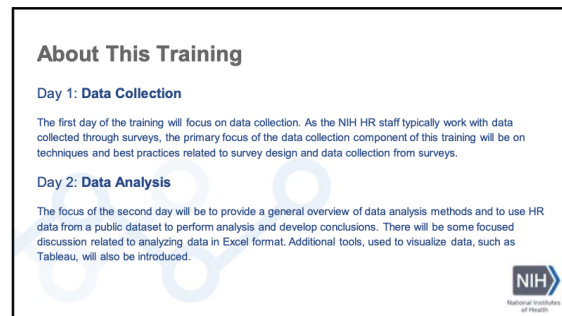 About This Training
Day 1: Data Collection
The first day of the training will focus on data collection. As the NIH HR staff typically work with data
collected through surveys, the primary focus of the data collection component of this training will be on
techniques and best practices related to survey design and data collection from surveys.
Day 2: Data Analysis
The focus of the second day will be to provide a general overview of data analysis methods and to use HR
data from a public dataset to perform analysis and develop conclusions. There will be some focused
discussion related to analyzing data in Excel format. Additional tools, used to visualize data, such as
Tableau, will also be introduced.
NIH
National Institutes
of Health